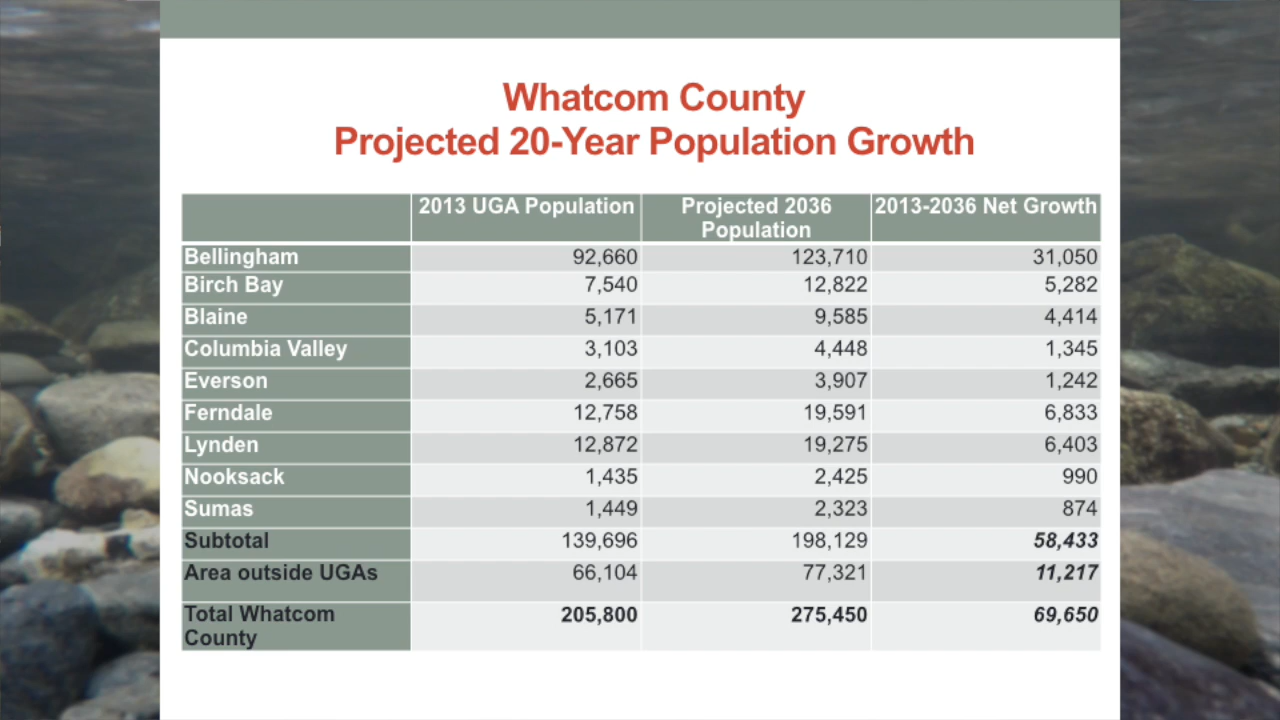 Whatcom County
Projected 20-Year Population Growth
2013 UGA Population Projected 2036 Population 2013-2036 Net Growth
Bellingham 92,660 123,710 31,050
Birch Bay 7,540 12,822 5,282
Blaine 5,171 9,585 4,414
Columbia Valley 3,103 4,448 1,345
Everson 2,665 3,907 1,242
Ferndale 12,758 19,591 6,833
Lynden 12,872 19,275 6,403
Nooksack 1,435 2,425 990
Sumas 1,449 2,323 874
Subtotal 139,696 198,129 58,433
Area outside UGAs 66,104 77,321 11,217
Total Whatcom County 205,800 275,450 69,650